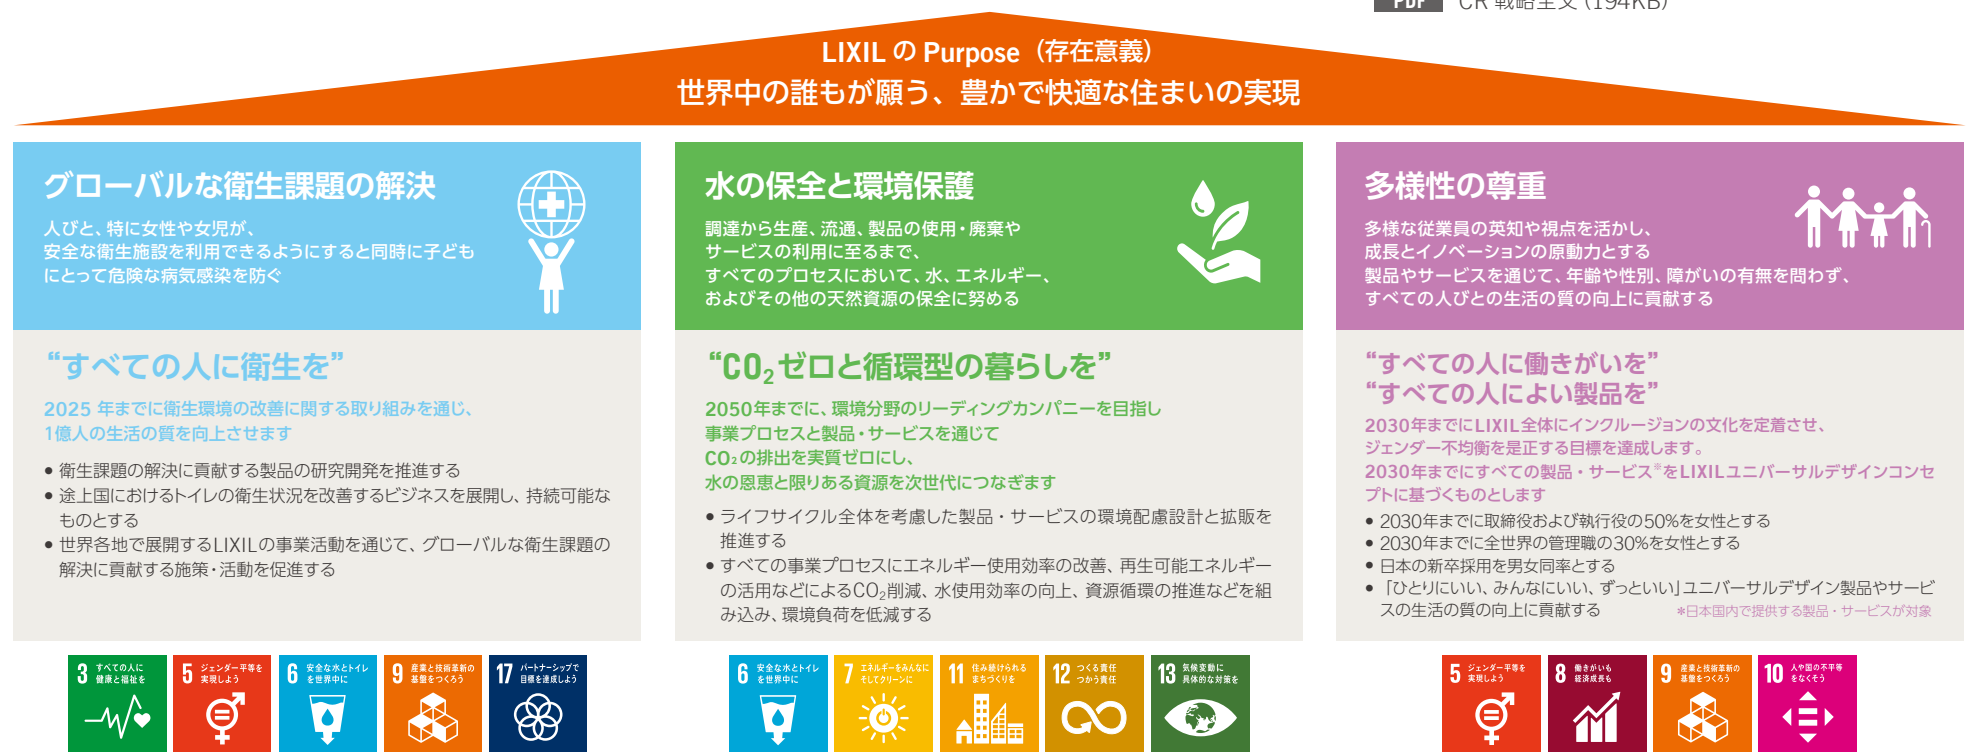 PDF CR 戦略全文（194KB）
LIXIL の Purpose（存在意義）
世界中の誰もが願う、豊かで快適な住まいの実現
グローバルな衛生課題の解決
人びと、特に女性や女児が、
安全な衛生施設を利用できるようにすると同時に子ども
にとって危険な病気感染を防ぐ
“すべての人に衛生を”
2025 年までに衛生環境の改善に関する取り組みを通じ、
1億人の生活の質を向上させます
● 衛生課題の解決に貢献する製品の研究開発を推進する
● 途上国におけるトイレの衛生状況を改善するビジネスを展開し、持続可能な
ものとする
● 世界各地で展開するLIXILの事業活動を通じて、グローバルな衛生課題の
解決に貢献する施策・活動を促進する
3 すべての人に
健康と福祉を
5 ジェンダー平等を
実現しよう
6 安全な水とトイレ
を世界中に
9 産業と技術革新の
基盤をつくろう
17 パートナーシップで
目標を達成しよう
水の保全と環境保護
調達から生産、流通、製品の使用・廃棄や
サービスの利用に至るまで、
すべてのプロセスにおいて、水、エネルギー、
およびその他の天然資源の保全に努める
“CO₂ゼロと循環型の暮らしを”
2050年までに、環境分野のリーディングカンパニーを目指し
事業プロセスと製品・サービスを通じて
CO₂の排出を実質ゼロにし、
水の恩恵と限りある資源を次世代につなぎます
● ライフサイクル全体を考慮した製品・サービスの環境配慮設計と拡販を
推進する
● すべての事業プロセスにエネルギー使用効率の改善、再生可能エネルギー
の活用などによるCO₂削減、水使用効率の向上、資源循環の推進などを組
み込み、環境負荷を低減する
6 安全な水とトイレ
を世界中に
7 エネルギーをみんなに
そしてクリーンに
11 住み続けられる
まちづくりを
12 つくる責任
つかう責任
13 気候変動に
具体的な対策を
多様性の尊重
多様な従業員の英知や視点を活かし、
成長とイノベーションの原動力とする
製品やサービスを通じて、年齢や性別、障がいの有無を問わず、
すべての人びとの生活の質の向上に貢献する
“すべての人に働きがいを”
“すべての人によい製品を”
2030年までにLIXIL全体にインクルージョンの文化を定着させ、
ジェンダー不均衡を是正する目標を達成します。
2030年までにすべての製品・サービス※をLIXILユニバーサルデザインコンセ
プトに基づくものとします
● 2030年までに取締役および執行役の50%を女性とする
● 2030年までに全世界の管理職の30%を女性とする
● 日本の新卒採用を男女同率とする
● 「ひとりにいい、みんなにいい、ずっといい」ユニバーサルデザイン製品やサービ
スの生活の質の向上に貢献する
*日本国内で提供する製品・サービスが対象
5 ジェンダー平等を
実現しよう
8 働きがいも
経済成長も
9 産業と技術革新の
基盤をつくろう
10 人や国の不平等
をなくそう